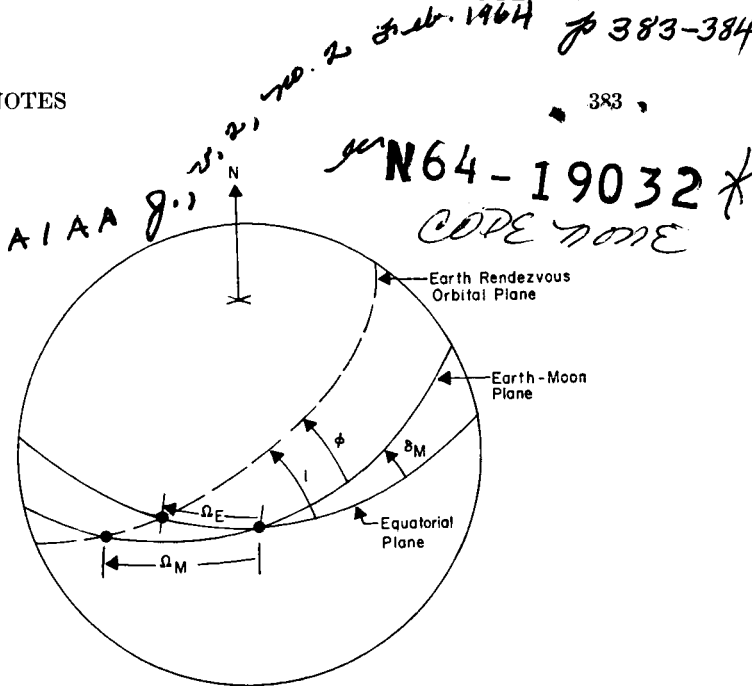 AIAA J., v. 2, no. 2 Feb. 1964 p 383-384
NOTES
383
N64-19032 *
CODE NONE
N
Earth Rendezvous
Orbital Plane
Earth-Moon
Plane
φ
I
δM
ΩE
Equatorial
Plane
ΩM